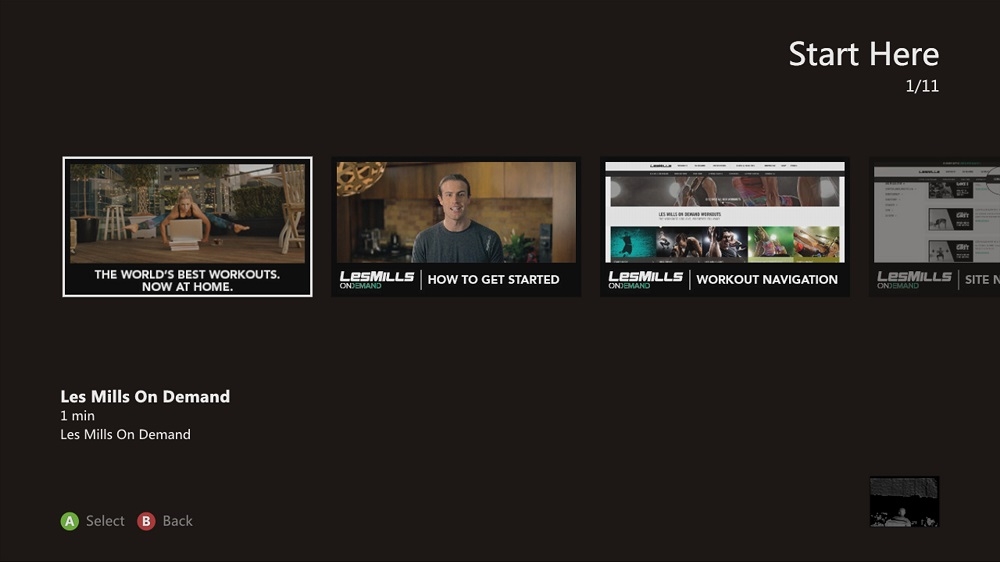 Start Here
1/11
THE WORLD'S BEST WORKOUTS.
NOW AT HOME.
LESMILLS
ONDEMAND
HOW TO GET STARTED
LESMILLS
LES MILLS ON DEMAND WORKOUTS
LESMILLS
ONDEMAND
WORKOUT NAVIGATION
LESMILLS
ONDEMAND
SITE N
Les Mills On Demand
1 min
Les Mills On Demand
A Select B Back